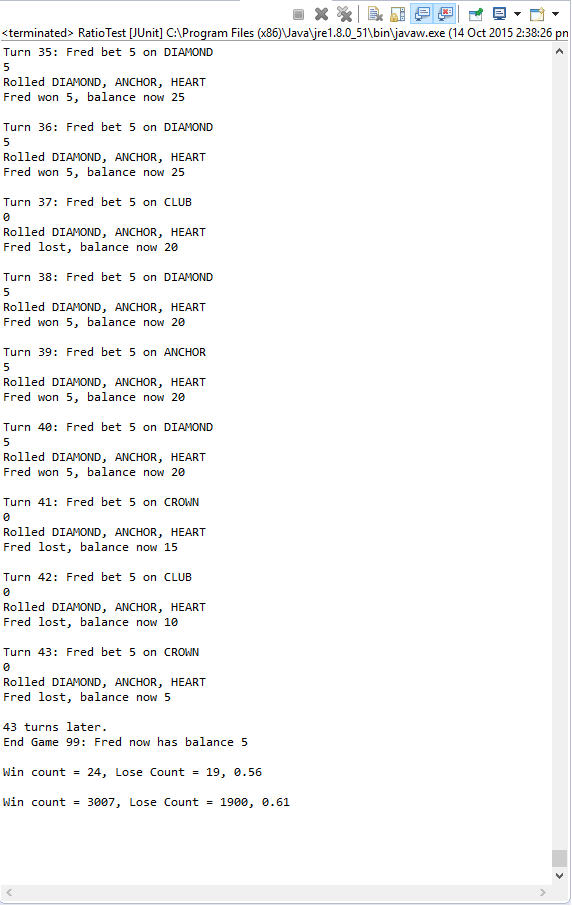 <terminated> RatioTest [JUnit] C:\Program Files (x86)\Java\jre1.8.0_51\bin\javaw.exe (14 Oct 2015 2:38:26 pm
Turn 35: Fred bet 5 on DIAMOND
5
Rolled DIAMOND, ANCHOR, HEART
Fred won 5, balance now 25

Turn 36: Fred bet 5 on DIAMOND
5
Rolled DIAMOND, ANCHOR, HEART
Fred won 5, balance now 25

Turn 37: Fred bet 5 on CLUB
0
Rolled DIAMOND, ANCHOR, HEART
Fred lost, balance now 20

Turn 38: Fred bet 5 on DIAMOND
5
Rolled DIAMOND, ANCHOR, HEART
Fred won 5, balance now 20

Turn 39: Fred bet 5 on ANCHOR
5
Rolled DIAMOND, ANCHOR, HEART
Fred won 5, balance now 20

Turn 40: Fred bet 5 on DIAMOND
5
Rolled DIAMOND, ANCHOR, HEART
Fred won 5, balance now 20

Turn 41: Fred bet 5 on CROWN
0
Rolled DIAMOND, ANCHOR, HEART
Fred lost, balance now 15

Turn 42: Fred bet 5 on CLUB
0
Rolled DIAMOND, ANCHOR, HEART
Fred lost, balance now 10

Turn 43: Fred bet 5 on CROWN
0
Rolled DIAMOND, ANCHOR, HEART
Fred lost, balance now 5

43 turns later.
End Game 99: Fred now has balance 5

Win count = 24, Lose Count = 19, 0.56

Win count = 3007, Lose Count = 1900, 0.61